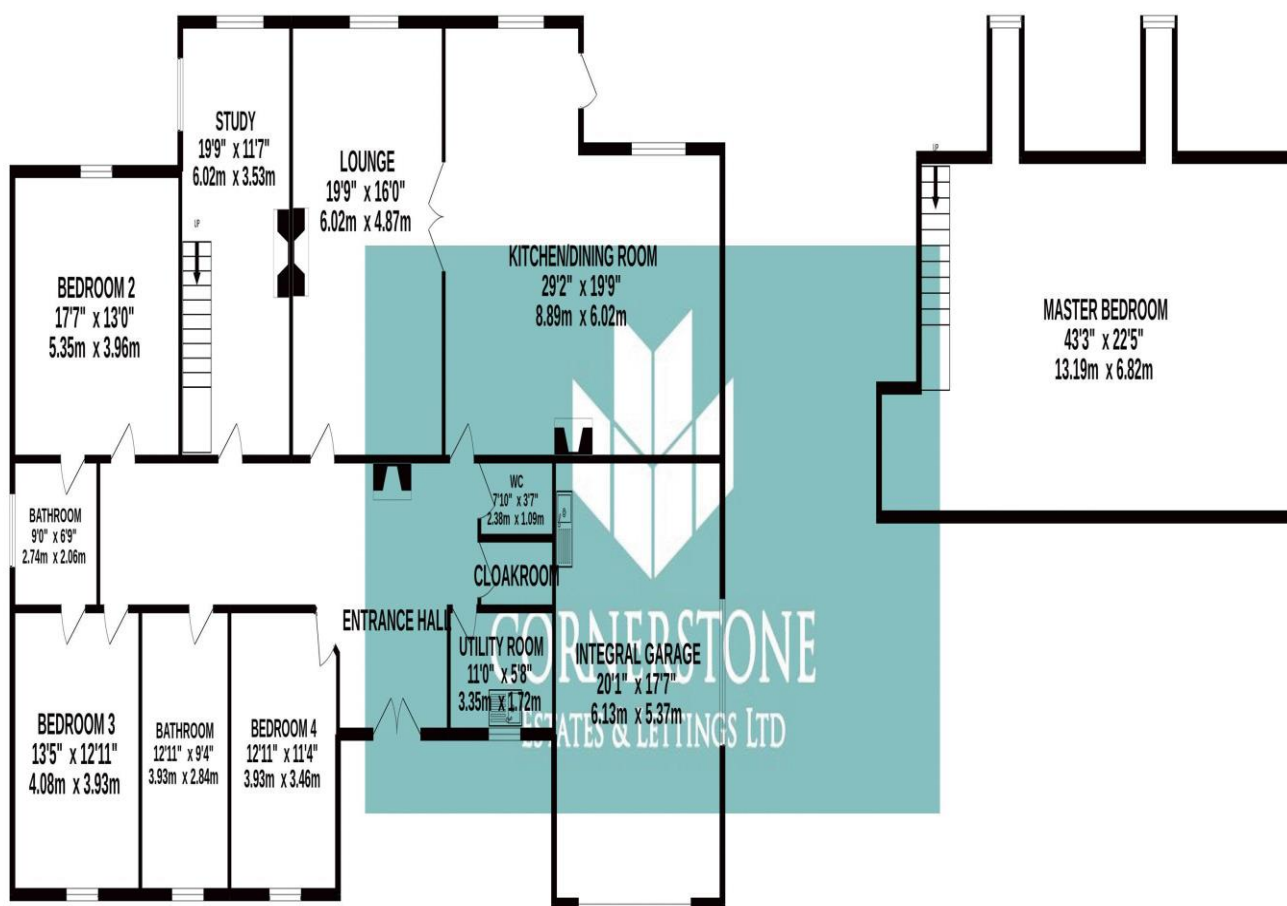 STUDY
19'9" x 11'7"
6.02m x 3.53m
UP
LOUNGE
19'9" x 16'0"
6.02m x 4.87m
KITCHEN/DINING ROOM
29'2" x 19'9"
8.89m x 6.02m
BEDROOM 2
17'7" x 13'0"
5.35m x 3.96m
UP
MASTER BEDROOM
43'3" x 22'5"
13.19m x 6.82m
BATHROOM
9'0" x 6'9"
2.74m x 2.06m
WC
7'10" x 3'7"
2.38m x 1.09m
CLOAKROOM
ENTRANCE HALL
UTILITY ROOM
11'0" x 5'8"
3.35m x 1.72m
INTEGRAL GARAGE
20'1" x 17'7"
6.13m x 5.37m
BEDROOM 3
13'5" x 12'11"
4.08m x 3.93m
BATHROOM
12'11" x 9'4"
3.93m x 2.84m
BEDROOM 4
12'11" x 11'4"
3.93m x 3.46m
CORNERSTONE
ESTATES & LETTINGS LTD